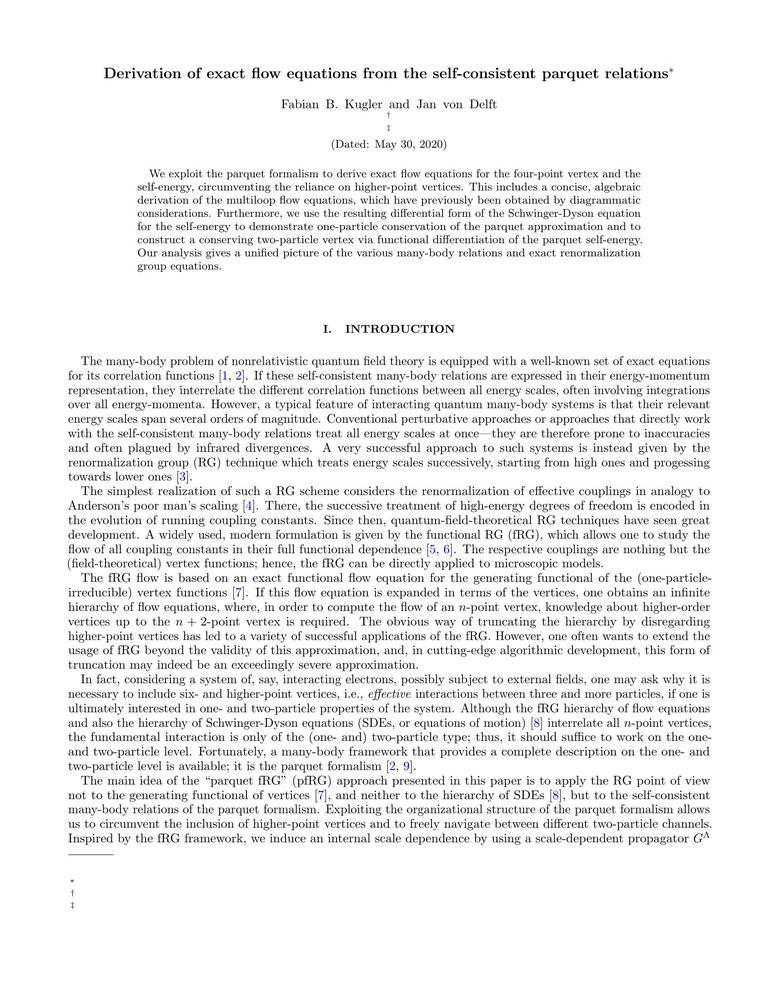 Derivation of exact flow equations from the self-consistent parquet relations*
Fabian B. Kugler and Jan von Delft
†
‡
(Dated: May 30, 2020)
We exploit the parquet formalism to derive exact flow equations for the four-point vertex and the
self-energy, circumventing the reliance on higher-point vertices. This includes a concise, algebraic
derivation of the multiloop flow equations, which have previously been obtained by diagrammatic
considerations. Furthermore, we use the resulting differential form of the Schwinger-Dyson equation
for the self-energy to demonstrate one-particle conservation of the parquet approximation and to
construct a conserving two-particle vertex via functional differentiation of the parquet self-energy.
Our analysis gives a unified picture of the various many-body relations and exact renormalization
group equations.
I. INTRODUCTION
The many-body problem of nonrelativistic quantum field theory is equipped with a well-known set of exact equations
for its correlation functions [1, 2]. If these self-consistent many-body relations are expressed in their energy-momentum
representation, they interrelate the different correlation functions between all energy scales, often involving integrations
over all energy-momenta. However, a typical feature of interacting quantum many-body systems is that their relevant
energy scales span several orders of magnitude. Conventional perturbative approaches or approaches that directly work
with the self-consistent many-body relations treat all energy scales at once—they are therefore prone to inaccuracies
and often plagued by infrared divergences. A very successful approach to such systems is instead given by the
renormalization group (RG) technique which treats energy scales successively, starting from high ones and progessing
towards lower ones [3].
The simplest realization of such a RG scheme considers the renormalization of effective couplings in analogy to
Anderson's poor man's scaling [4]. There, the successive treatment of high-energy degrees of freedom is encoded in
the evolution of running coupling constants. Since then, quantum-field-theoretical RG techniques have seen great
development. A widely used, modern formulation is given by the functional RG (fRG), which allows one to study the
flow of all coupling constants in their full functional dependence [5, 6]. The respective couplings are nothing but the
(field-theoretical) vertex functions; hence, the fRG can be directly applied to microscopic models.
The fRG flow is based on an exact functional flow equation for the generating functional of the (one-particle-
irreducible) vertex functions [7]. If this flow equation is expanded in terms of the vertices, one obtains an infinite
hierarchy of flow equations, where, in order to compute the flow of an n-point vertex, knowledge about higher-order
vertices up to the n + 2-point vertex is required. The obvious way of truncating the hierarchy by disregarding
higher-point vertices has led to a variety of successful applications of the fRG. However, one often wants to extend the
usage of fRG beyond the validity of this approximation, and, in cutting-edge algorithmic development, this form of
truncation may indeed be an exceedingly severe approximation.
In fact, considering a system of, say, interacting electrons, possibly subject to external fields, one may ask why it is
necessary to include six- and higher-point vertices, i.e., effective interactions between three and more particles, if one is
ultimately interested in one- and two-particle properties of the system. Although the fRG hierarchy of flow equations
and also the hierarchy of Schwinger-Dyson equations (SDEs, or equations of motion) [8] interrelate all n-point vertices,
the fundamental interaction is only of the (one- and) two-particle type; thus, it should suffice to work on the one-
and two-particle level. Fortunately, a many-body framework that provides a complete description on the one- and
two-particle level is available; it is the parquet formalism [2, 9].
The main idea of the “parquet fRG” (pfRG) approach presented in this paper is to apply the RG point of view
not to the generating functional of vertices [7], and neither to the hierarchy of SDEs [8], but to the self-consistent
many-body relations of the parquet formalism. Exploiting the organizational structure of the parquet formalism allows
us to circumvent the inclusion of higher-point vertices and to freely navigate between different two-particle channels.
Inspired by the fRG framework, we induce an internal scale dependence by using a scale-dependent propagator G^Λ
*
†
‡